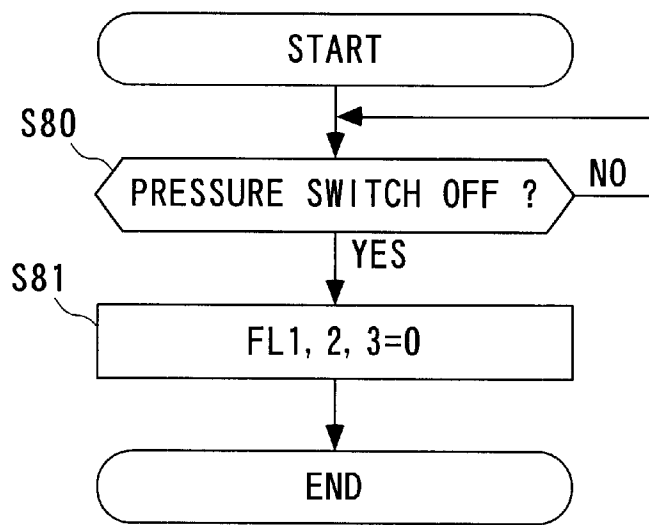 START
S80
PRESSURE SWITCH OFF ?
NO
YES
S81
FL1, 2, 3=0
END